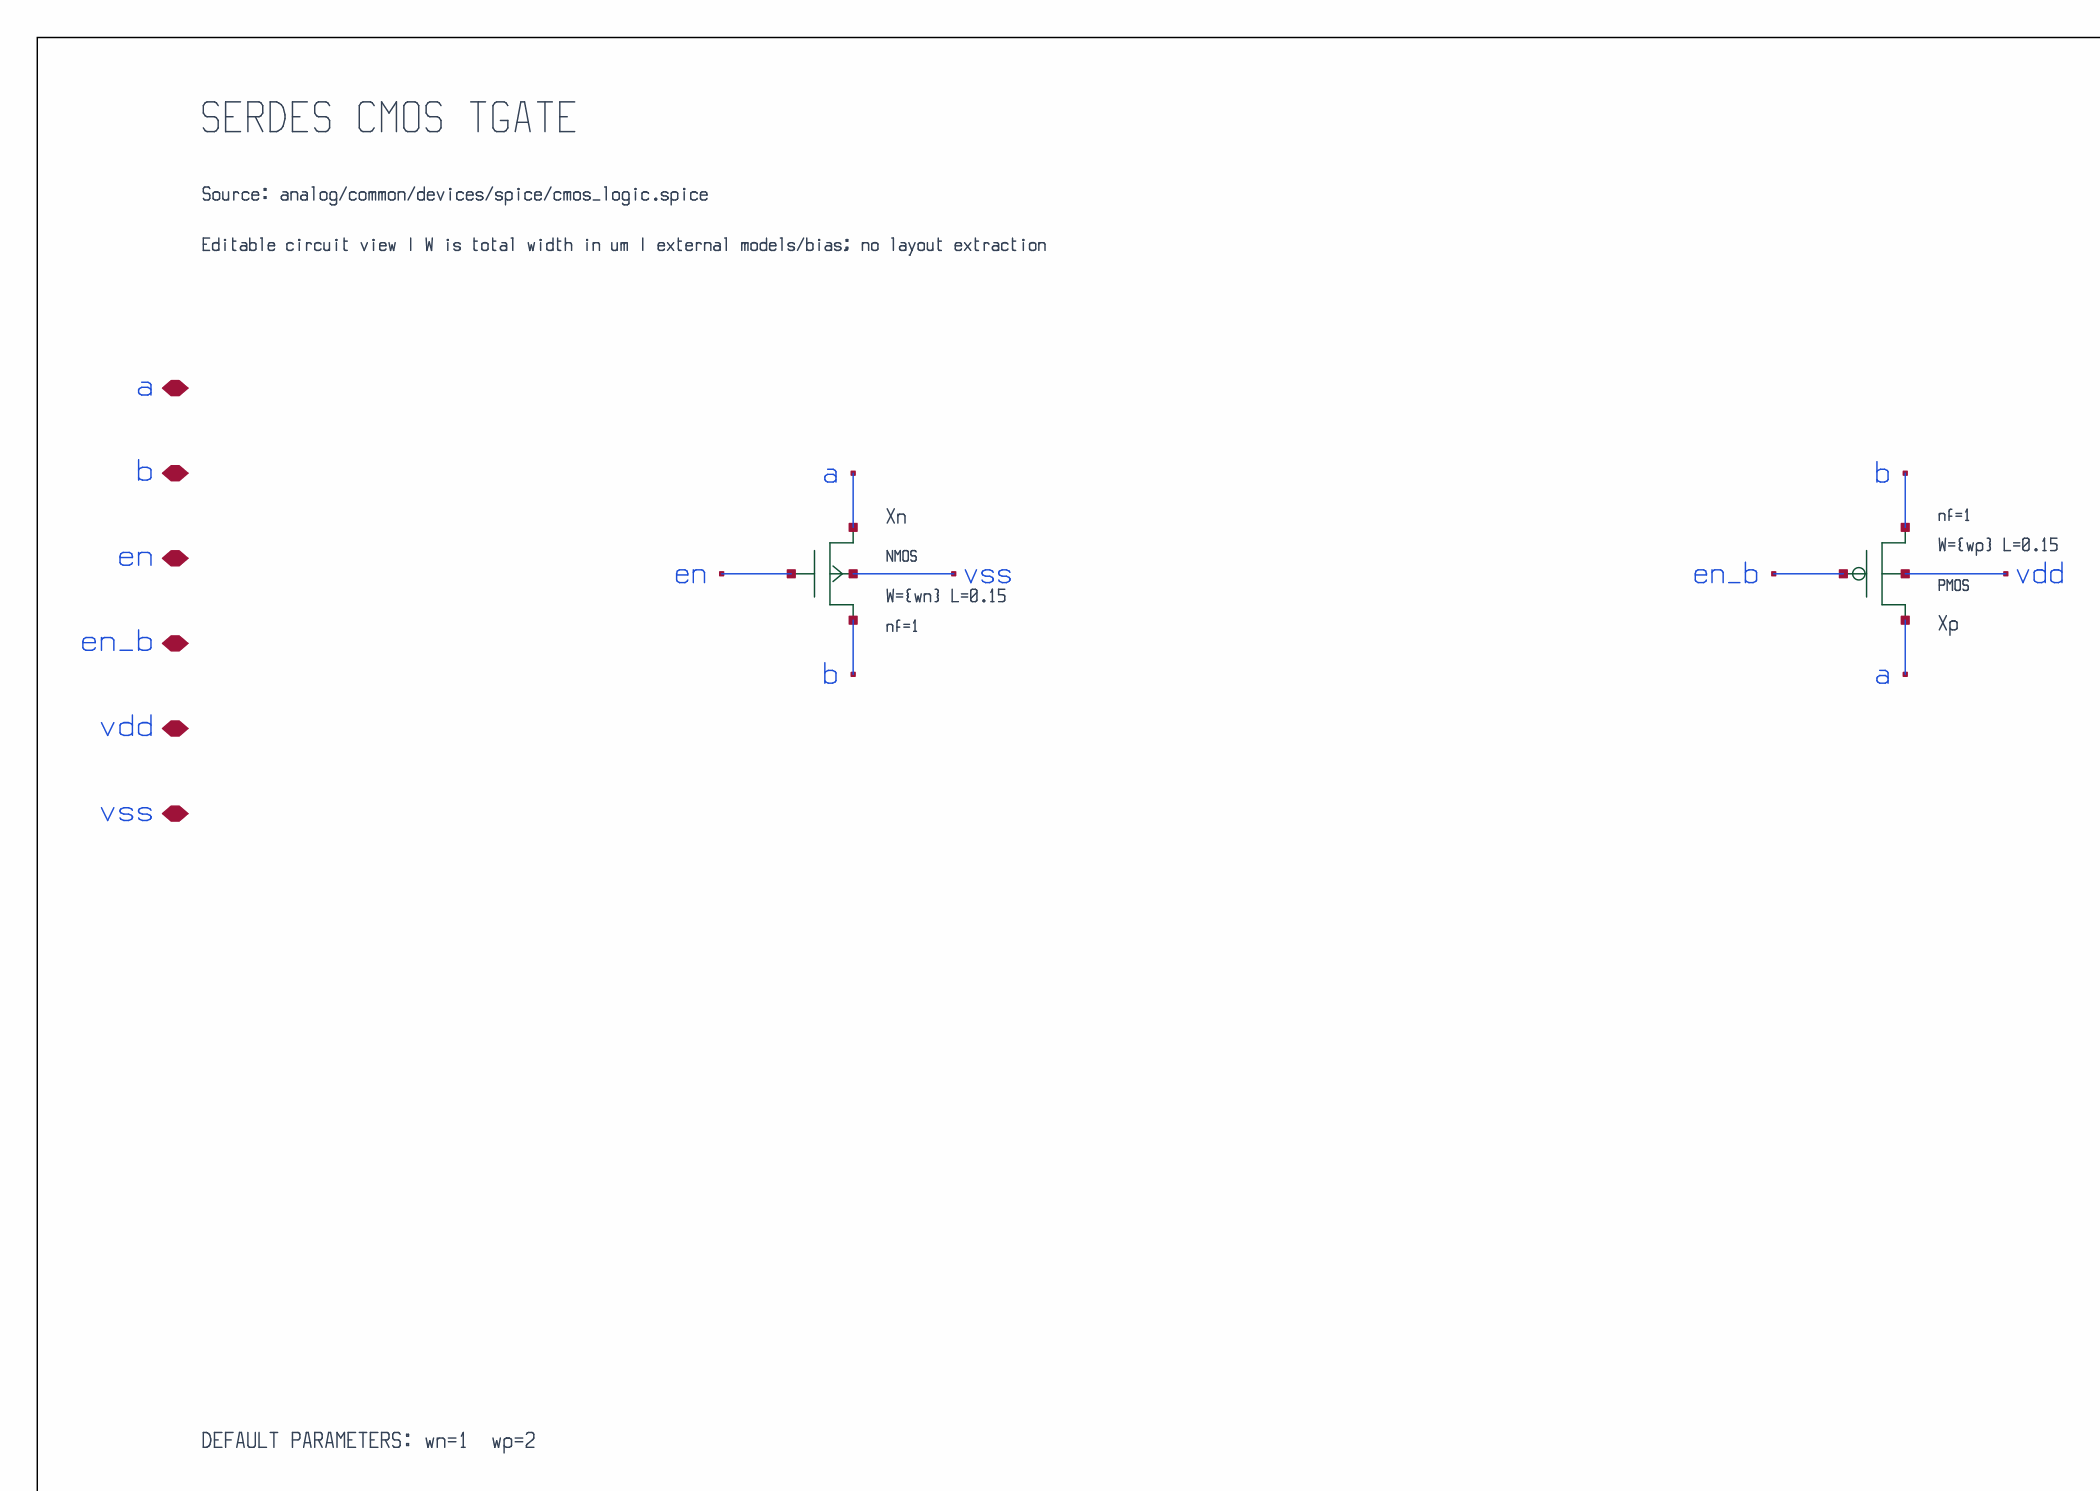 SERDES CMOS TGATE
Source: analog/common/devices/spice/cmos_logic.spice
Editable circuit view | W is total width in um | external models/bias; no layout extraction
a
b
en
en_b
vdd
vss
a
Xn
NMOS
en
vss
W={wn} L=0.15
nf=1
b
b
nf=1
W={wp} L=0.15
en_b
vdd
PMOS
Xp
a
DEFAULT PARAMETERS: wn=1 wp=2